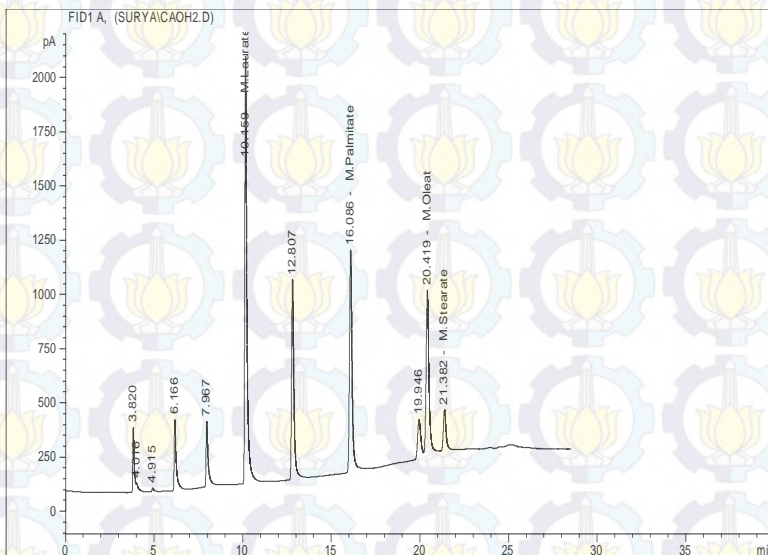 FID1 A, (SURYA\CAOH2.D)
pA
2000
1750
1500
1250
1000
750
500
250
0
3.820
4.016
4.915
6.166
7.967
10.159 M.Laurate
12.807
16.086 - M.Palmitate
19.946
20.419 - M.Oleat
21.382 - M.Stearate
0 5 10 15 20 25 30 35